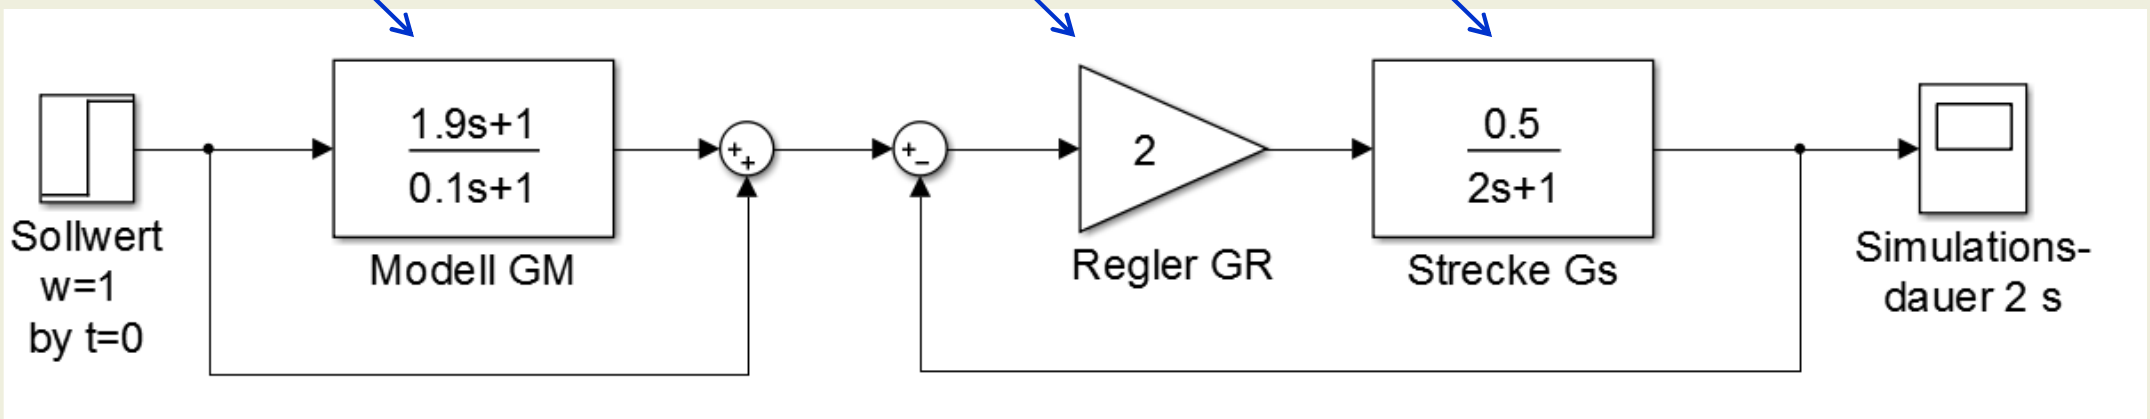 Sollwert
w=1
by t=0
1.9s+1
0.1s+1
Modell GM
+
+
+
−
2
Regler GR
0.5
2s+1
Strecke Gs
Simulations-
dauer 2 s